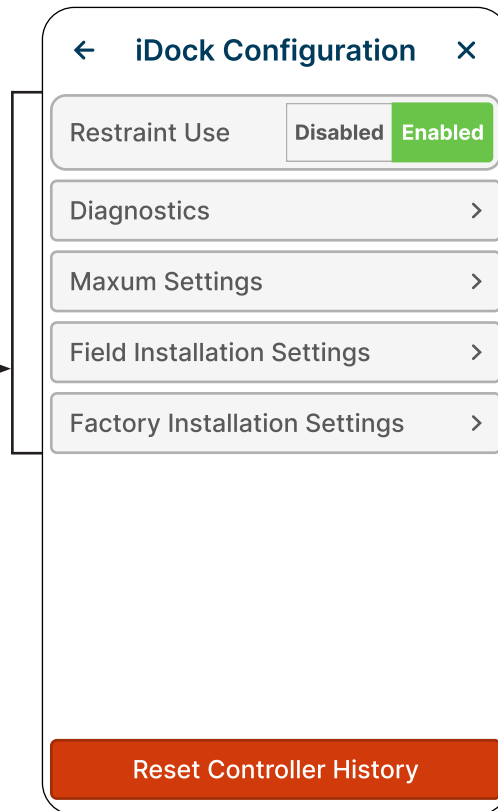 iDock Configuration
Restraint Use Disabled Enabled
Diagnostics
Maxum Settings
Field Installation Settings
Factory Installation Settings
Reset Controller History